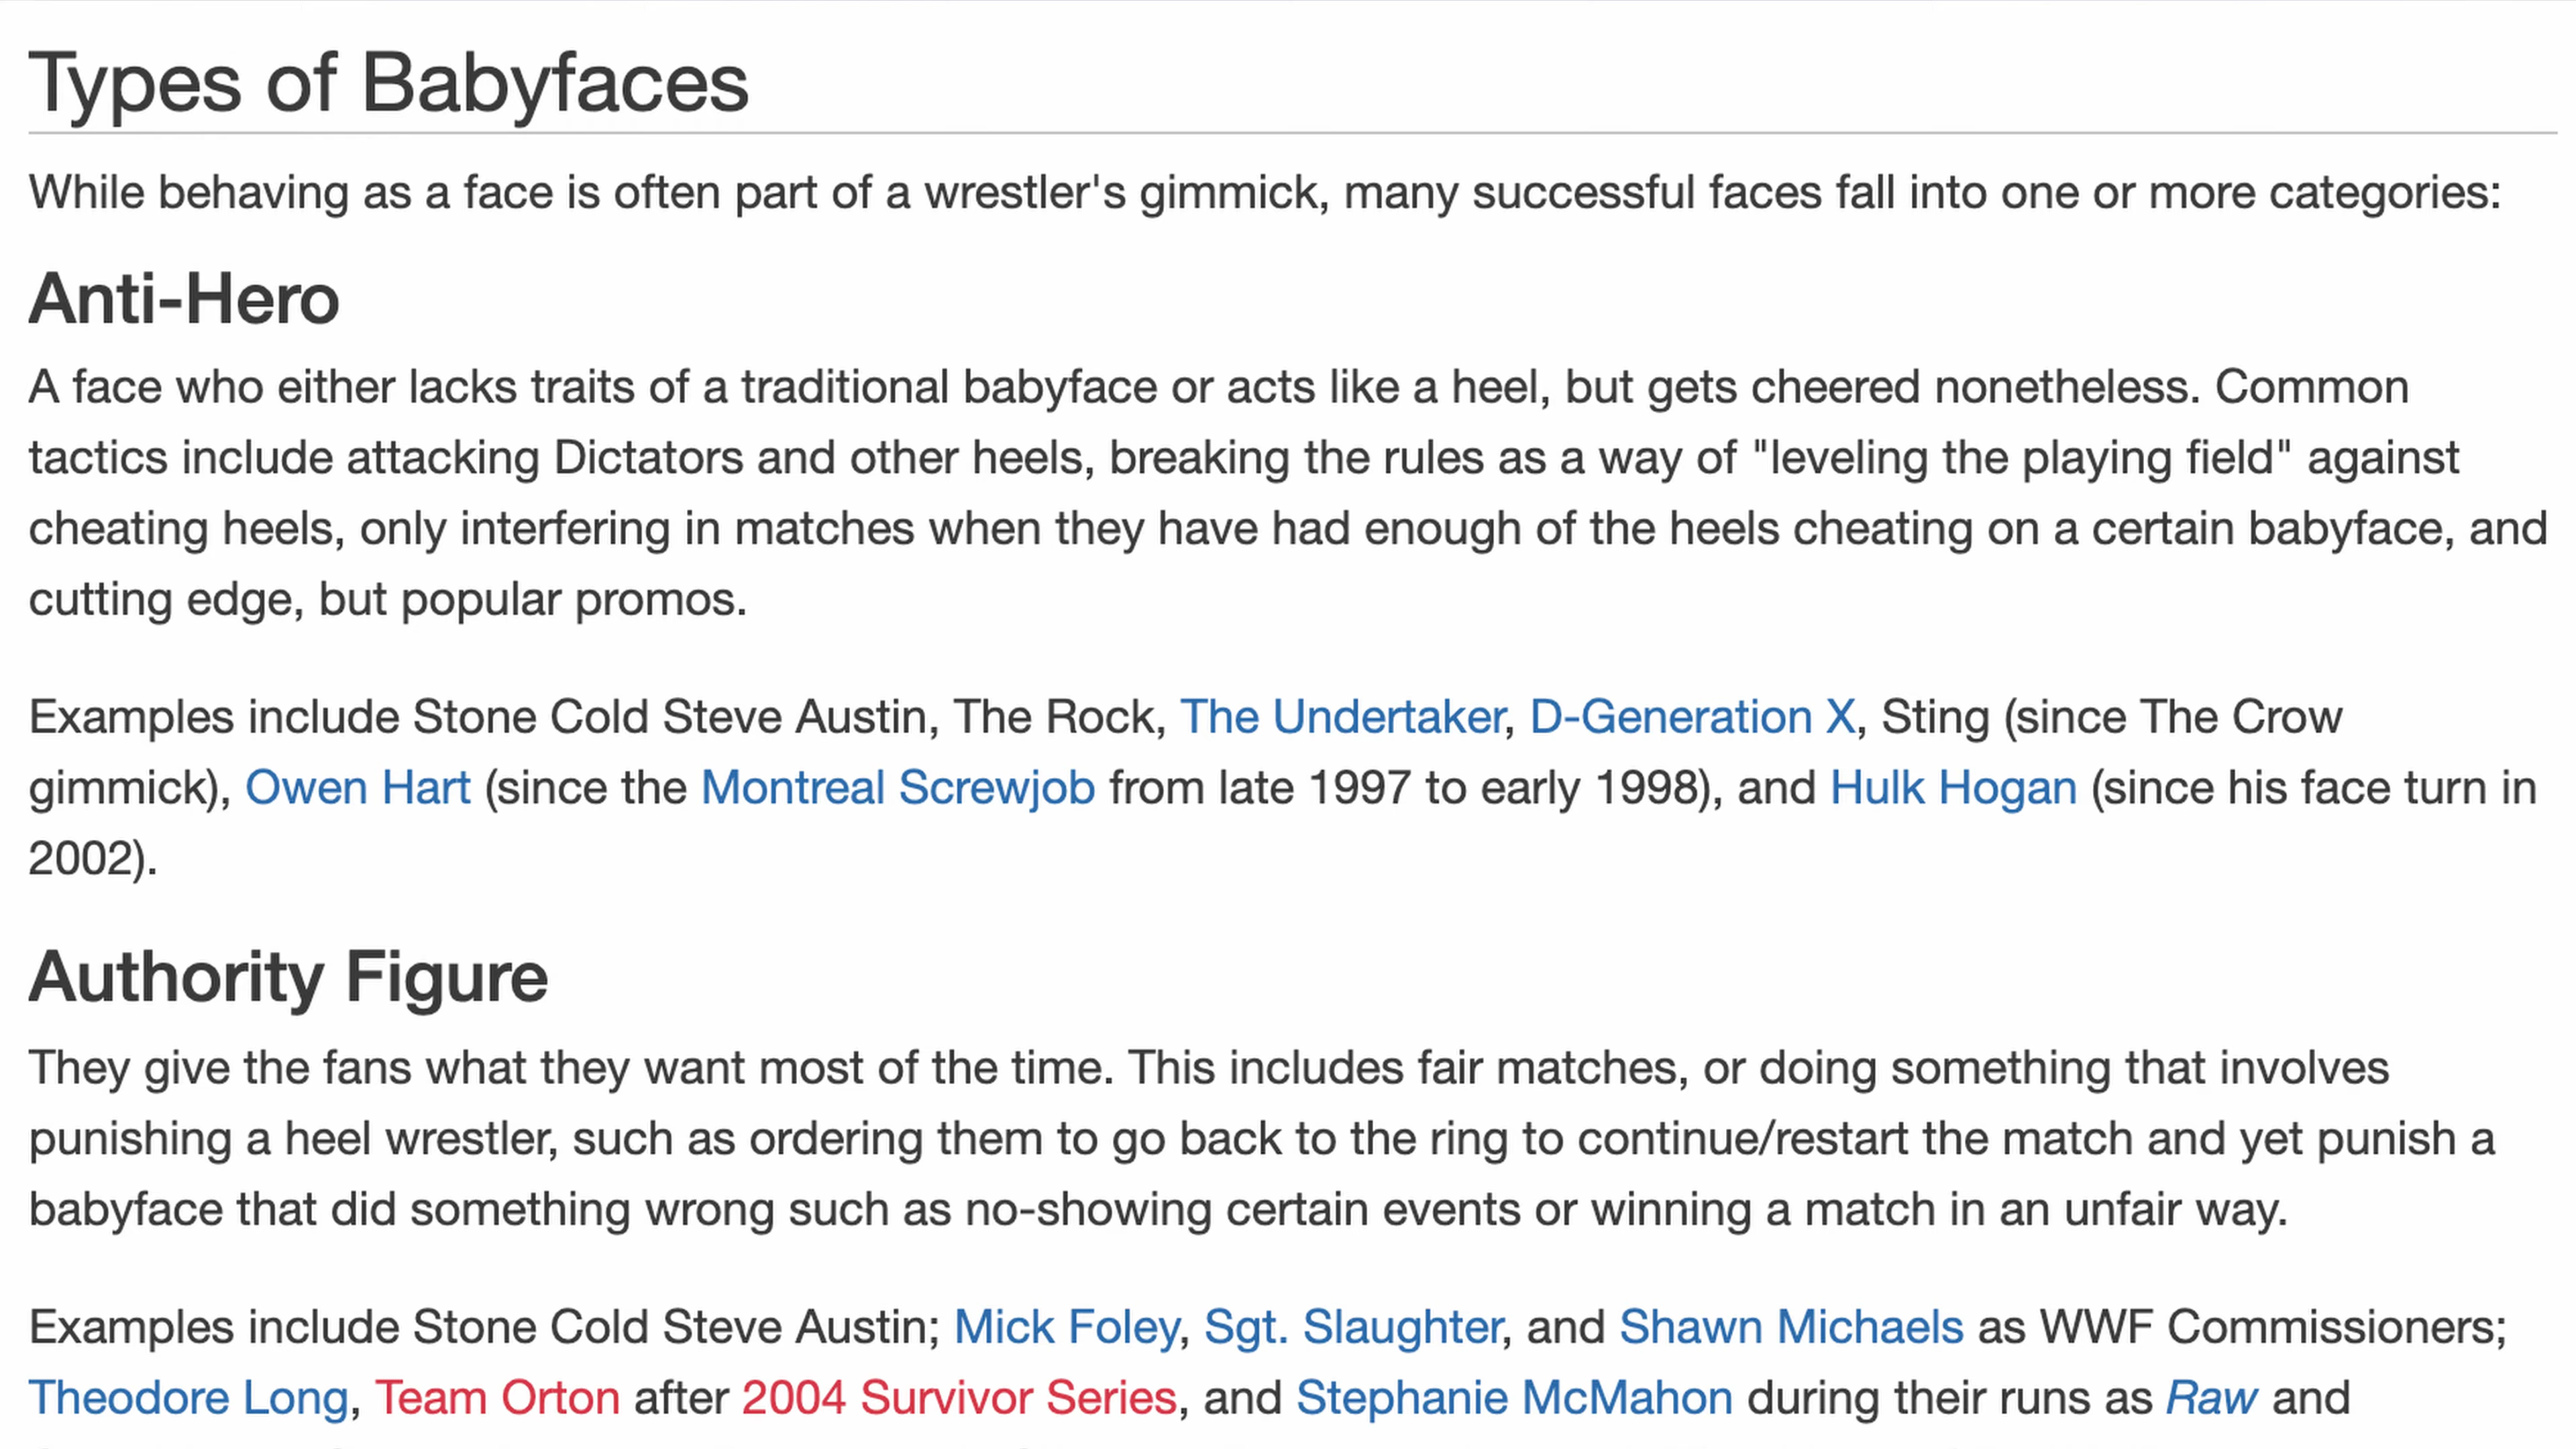 Types of Babyfaces
While behaving as a face is often part of a wrestler's gimmick, many successful faces fall into one or more categories:
Anti-Hero
A face who either lacks traits of a traditional babyface or acts like a heel, but gets cheered nonetheless. Common
tactics include attacking Dictators and other heels, breaking the rules as a way of "leveling the playing field" against
cheating heels, only interfering in matches when they have had enough of the heels cheating on a certain babyface, and
cutting edge, but popular promos.
Examples include Stone Cold Steve Austin, The Rock, The Undertaker, D-Generation X, Sting (since The Crow
gimmick), Owen Hart (since the Montreal Screwjob from late 1997 to early 1998), and Hulk Hogan (since his face turn in
2002).
Authority Figure
They give the fans what they want most of the time. This includes fair matches, or doing something that involves
punishing a heel wrestler, such as ordering them to go back to the ring to continue/restart the match and yet punish a
babyface that did something wrong such as no-showing certain events or winning a match in an unfair way.
Examples include Stone Cold Steve Austin; Mick Foley, Sgt. Slaughter, and Shawn Michaels as WWF Commissioners;
Theodore Long, Team Orton after 2004 Survivor Series, and Stephanie McMahon during their runs as Raw and